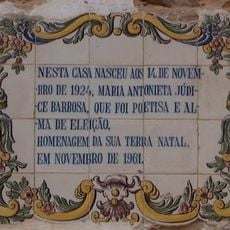 NESTA CASA NASCEU AOS 14 DE NOVEM-
BRO DE 1924, MARIA ANTONIETA JÚDI-
CE BARBOSA, QUE FOI POETISA E AL-
MA DE ELEIÇÃO.
HOMENAGEM DA SUA TERRA NATAL,
EM NOVEMBRO DE 1961.